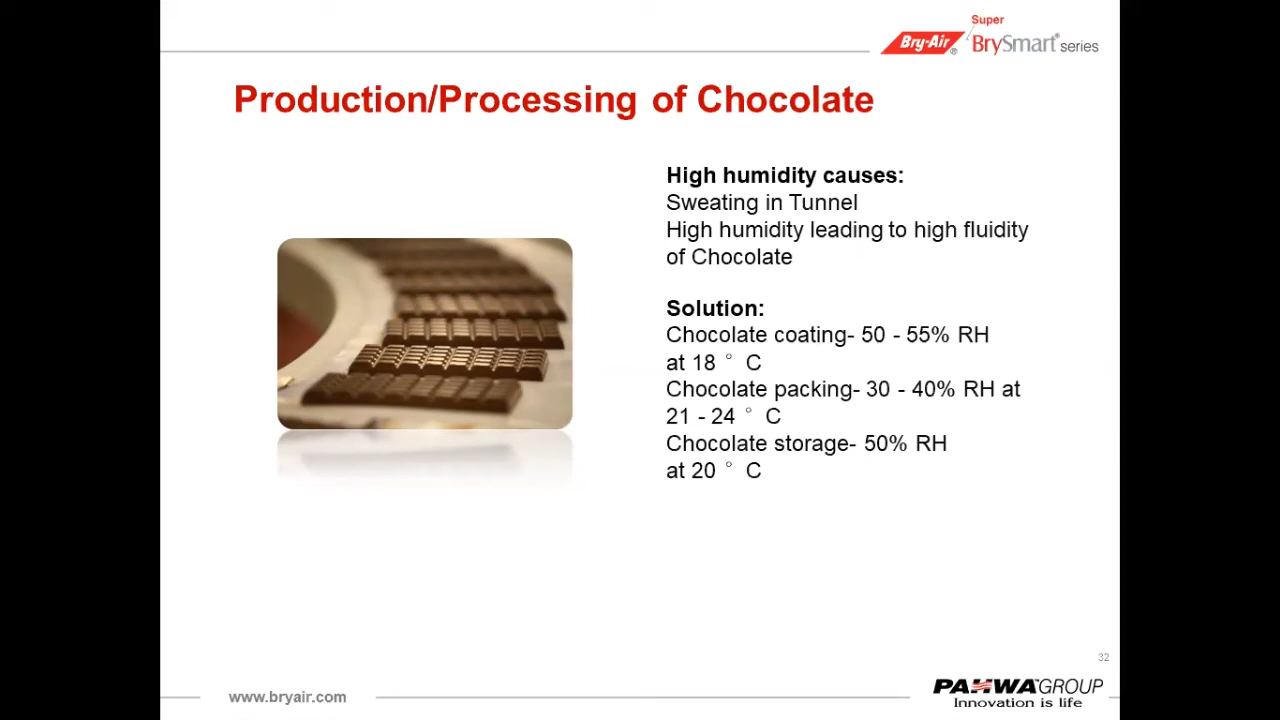 Super
Bry-Air® BrySmart® series
Production/Processing of Chocolate
High humidity causes:
Sweating in Tunnel
High humidity leading to high fluidity
of Chocolate
Solution:
Chocolate coating- 50 - 55% RH
at 18 ° C
Chocolate packing- 30 - 40% RH at
21 - 24 ° C
Chocolate storage- 50% RH
at 20 ° C
32
www.bryair.com
PAHWA GROUP
Innovation is life